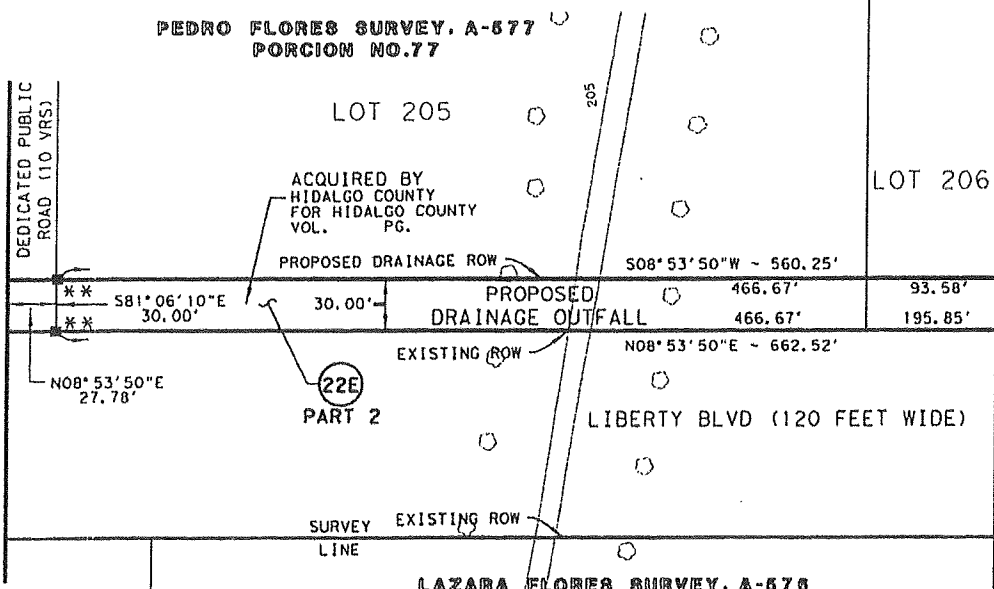 PEDRO FLORES SURVEY, A-577
PORCION NO.77
DEDICATED PUBLIC
ROAD (10 VRS)
LOT 205
205
LOT 206
ACQUIRED BY
HIDALGO COUNTY
FOR HIDALGO COUNTY
VOL. PG.
PROPOSED DRAINAGE ROW
S08°53'50"W ~ 560.25'
**
S81°06'10"E
30.00'
30.00'
PROPOSED
DRAINAGE OUTFALL
466.67'
93.58'
**
466.67'
195.85'
EXISTING ROW
N08°53'50"E ~ 662.52'
N08°53'50"E
27.78'
22E
PART 2
LIBERTY BLVD (120 FEET WIDE)
SURVEY
LINE
EXISTING ROW
LAZARA FLORES SURVEY, A-576